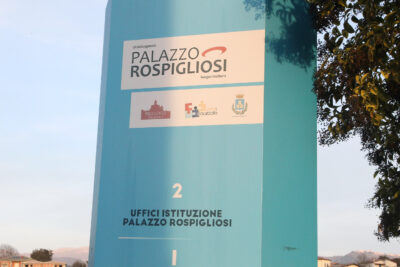 PALAZZO
ROSPIGLIOSI
2
UFFICI ISTITUZIONE
PALAZZO ROSPIGLIOSI
1